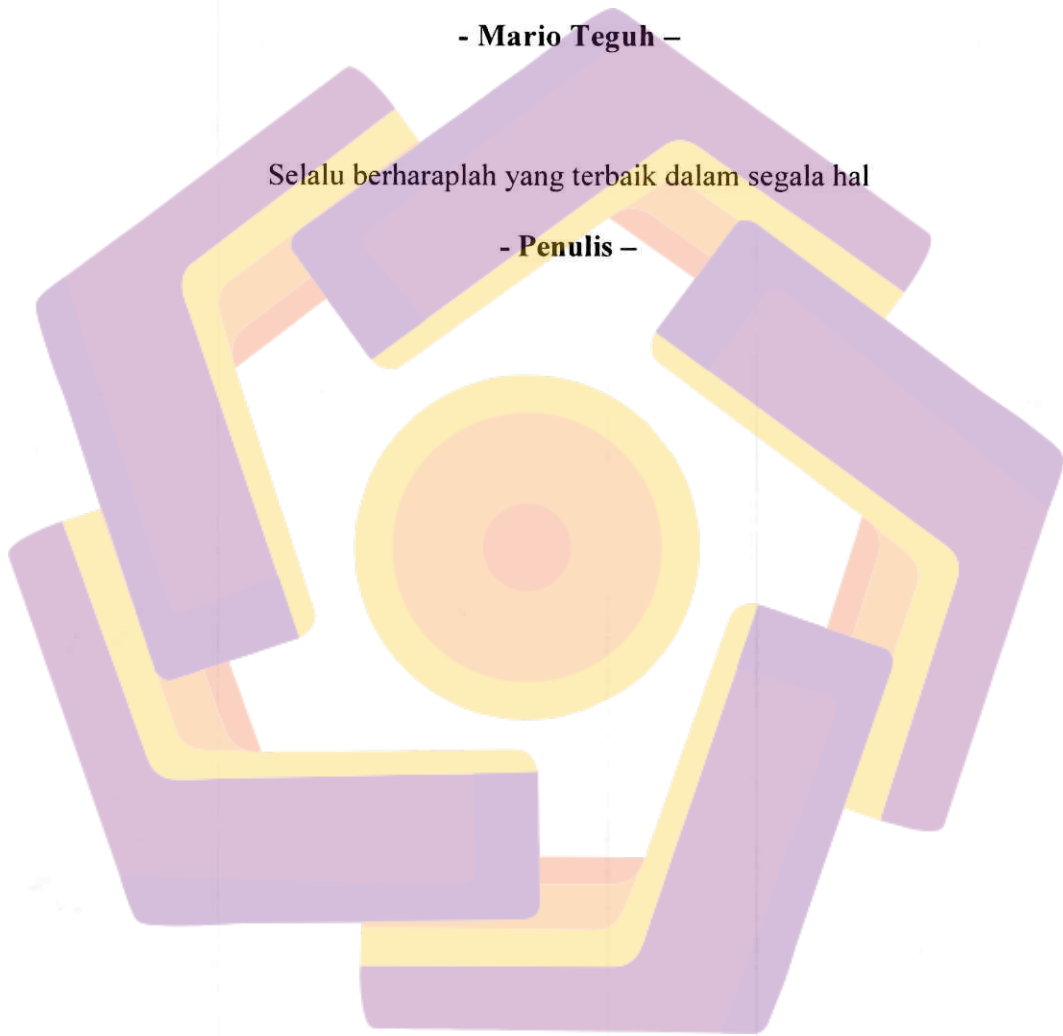 - Mario Teguh –
Selalu berharaplah yang terbaik dalam segala hal
- Penulis –